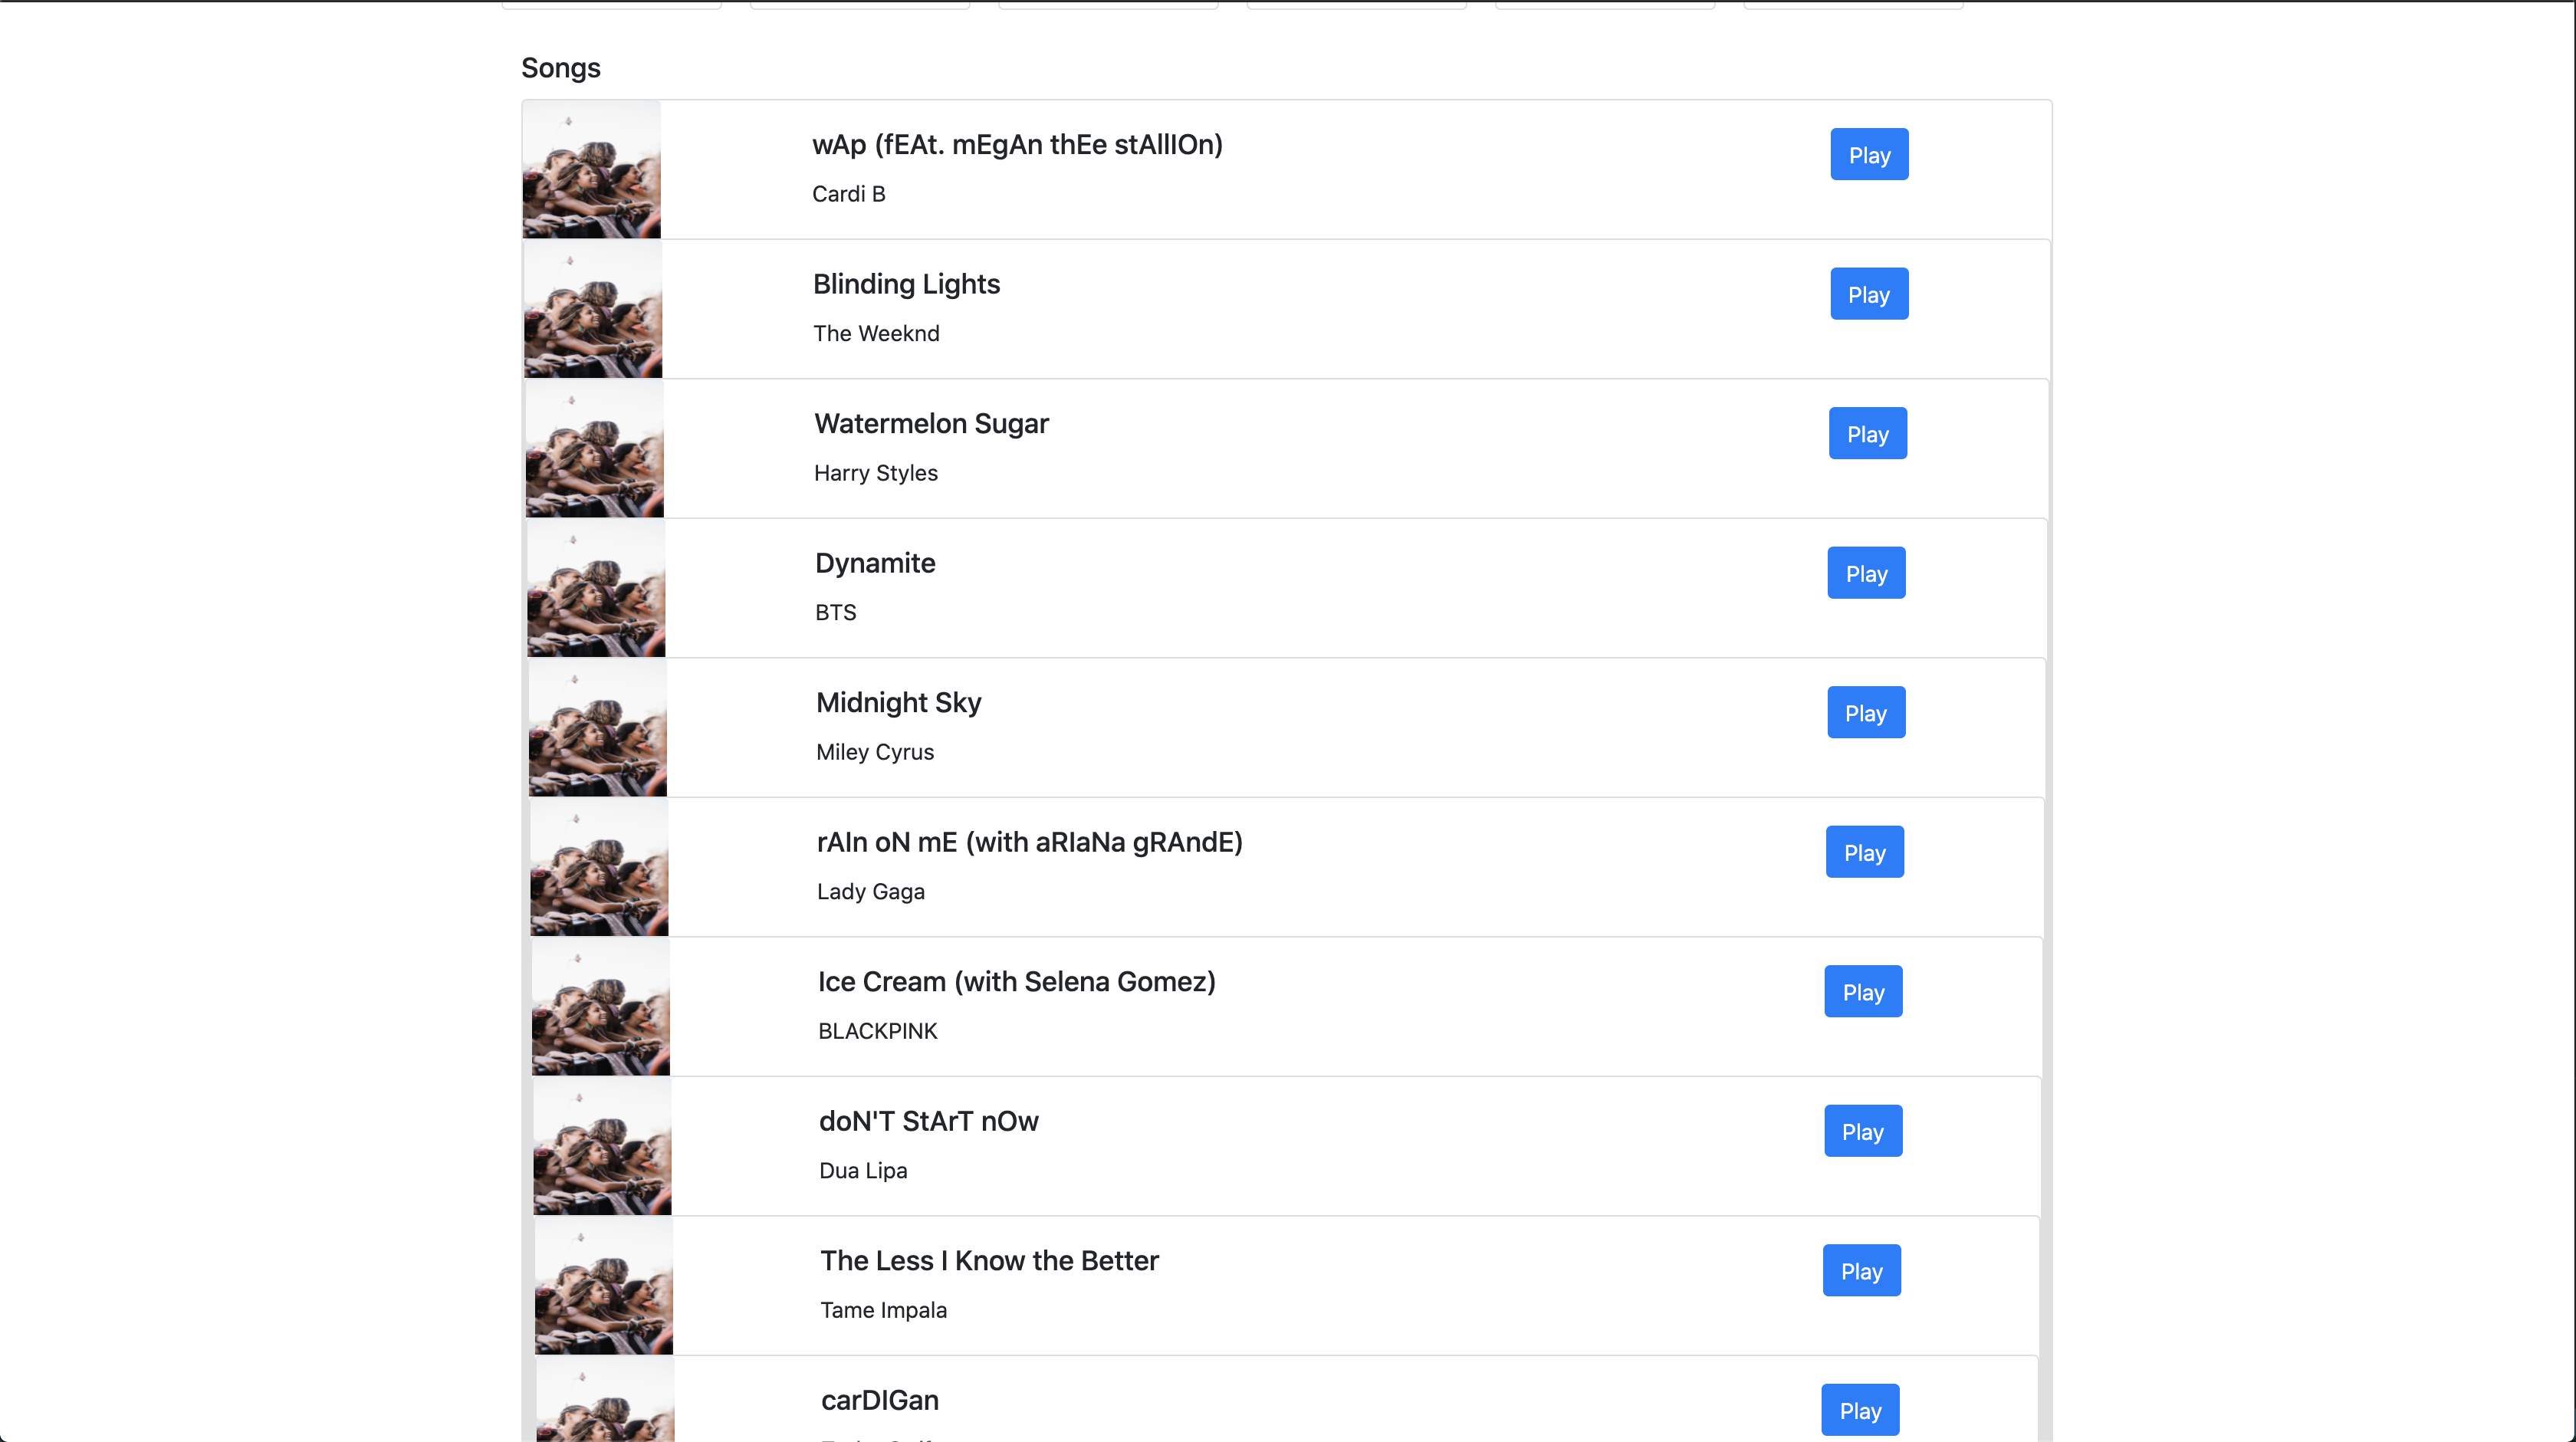 Songs
wAp (fEAt. mEgAn thEe stAllIOn)
Play
Cardi B
Blinding Lights
Play
The Weeknd
Watermelon Sugar
Play
Harry Styles
Dynamite
Play
BTS
Midnight Sky
Play
Miley Cyrus
rAIn oN mE (with aRIaNa gRAndE)
Play
Lady Gaga
Ice Cream (with Selena Gomez)
Play
BLACKPINK
doN'T StArT nOw
Play
Dua Lipa
The Less I Know the Better
Play
Tame Impala
carDIGan
Play